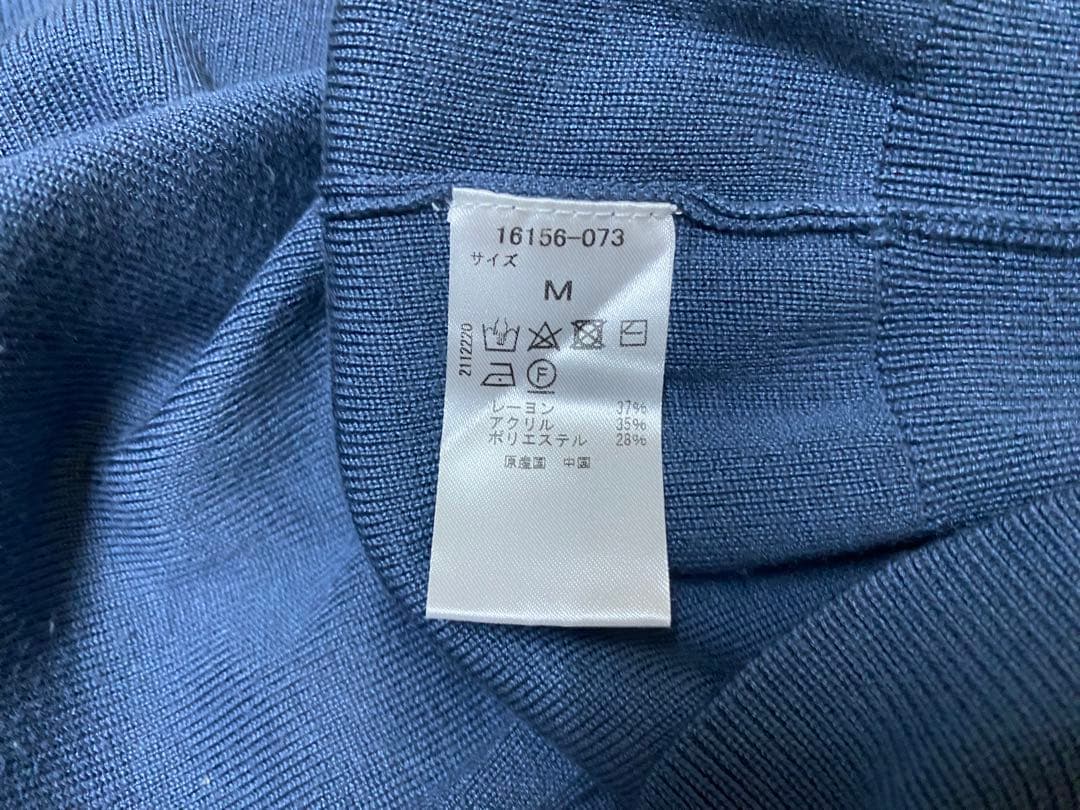 16156-073
サイズ
M
2112220
F
レーヨン 37%
アクリル 35%
ポリエステル 28%
原産国 中国